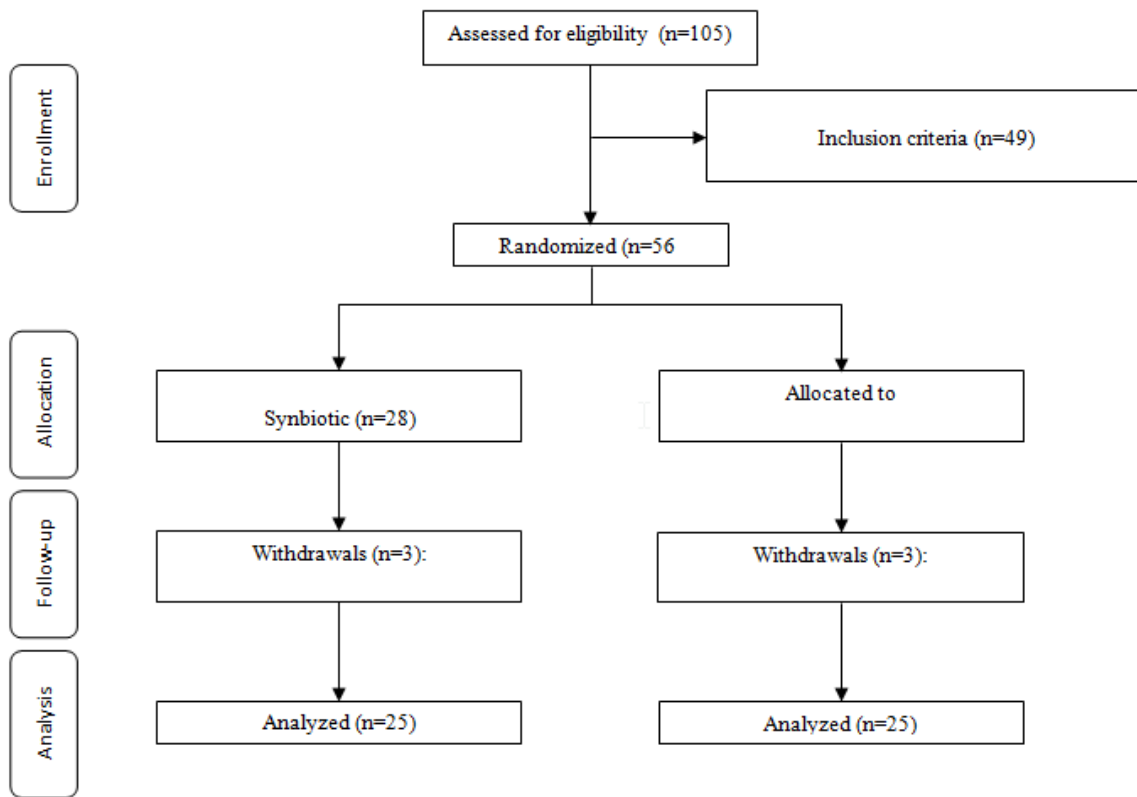 Assessed for eligibility (n=105)
Enrollment
Inclusion criteria (n=49)
Randomized (n=56
Allocation
Synbiotic (n=28)
Allocated to
Follow-up
Withdrawals (n=3):
Withdrawals (n=3):
Analysis
Analyzed (n=25)
Analyzed (n=25)